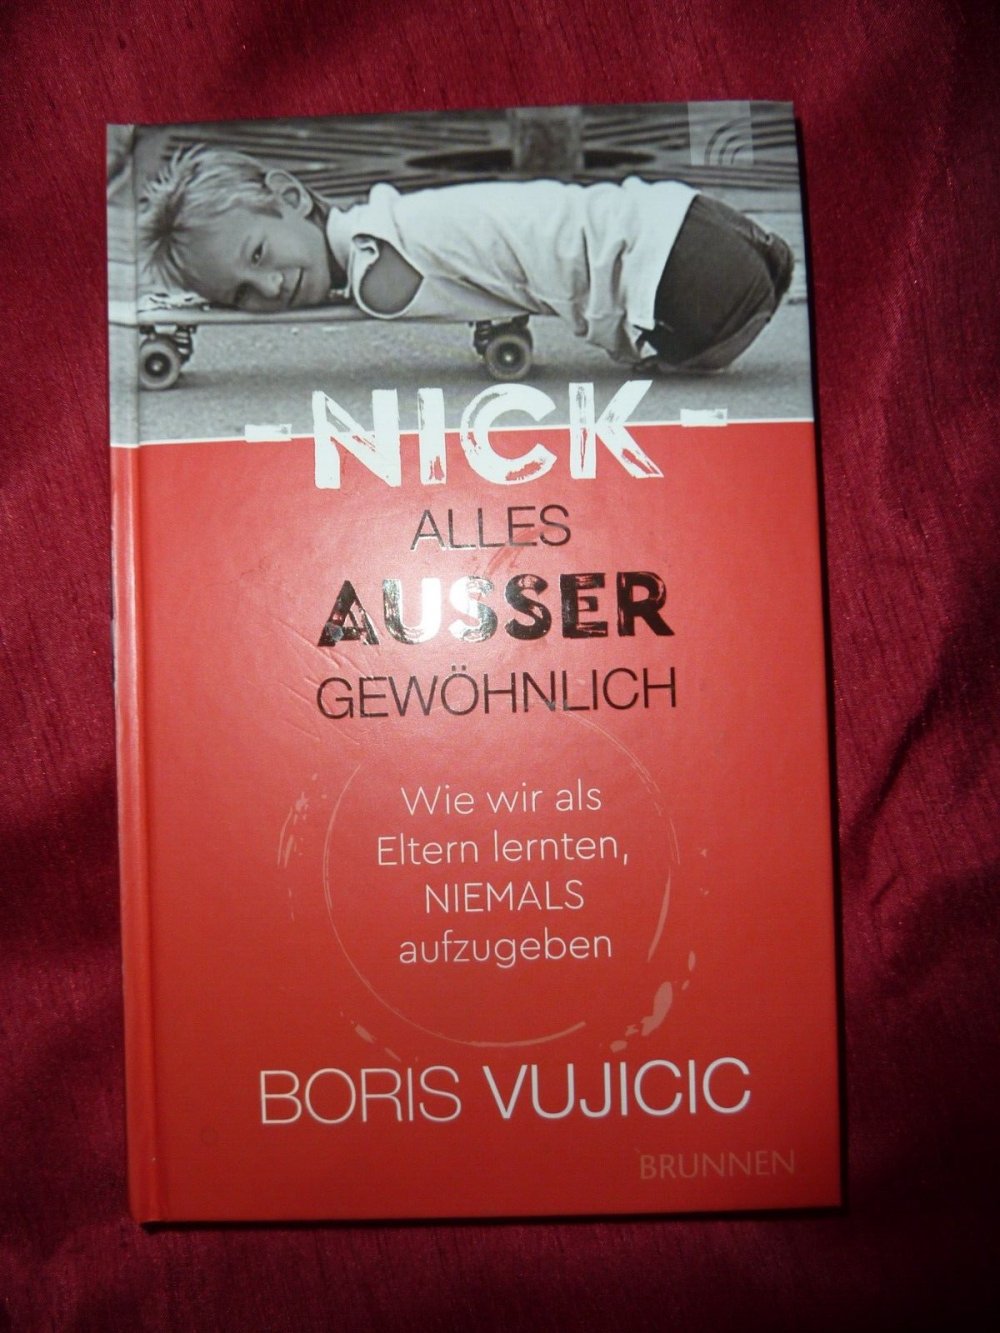 - NICK -
ALLES
AUSSER
GEWÖHNLICH
Wie wir als
Eltern lernten,
NIEMALS
aufzugeben
BORIS VUJICIC
BRUNNEN